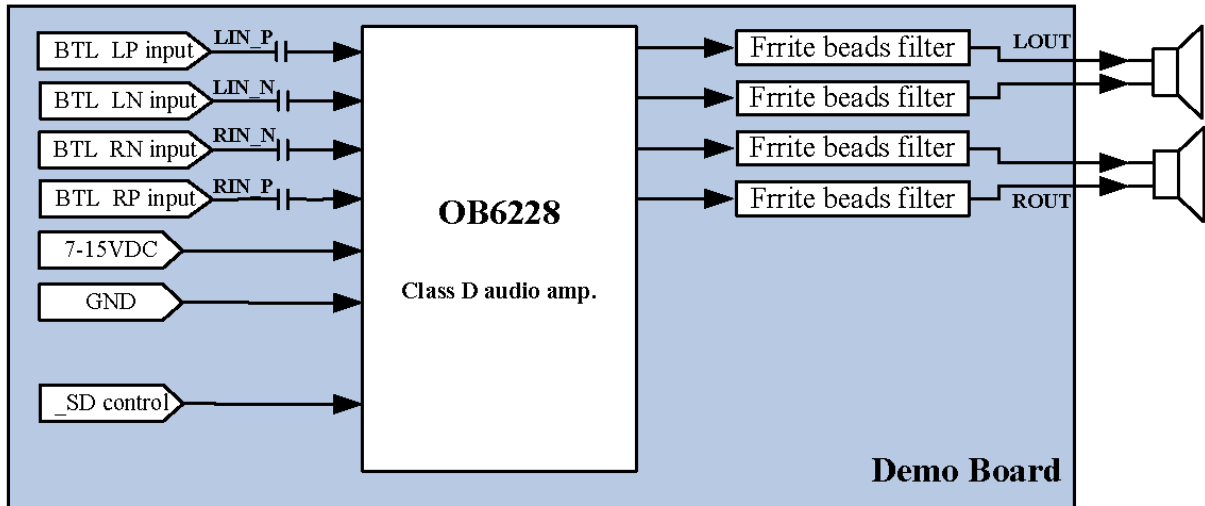 BTL LP input
LIN_P
BTL LN input
LIN_N
BTL RN input
RIN_N
BTL RP input
RIN_P
7-15VDC
GND
_SD control
OB6228
Class D audio amp.
Frrite beads filter
Frrite beads filter
Frrite beads filter
Frrite beads filter
LOUT
ROUT
Demo Board